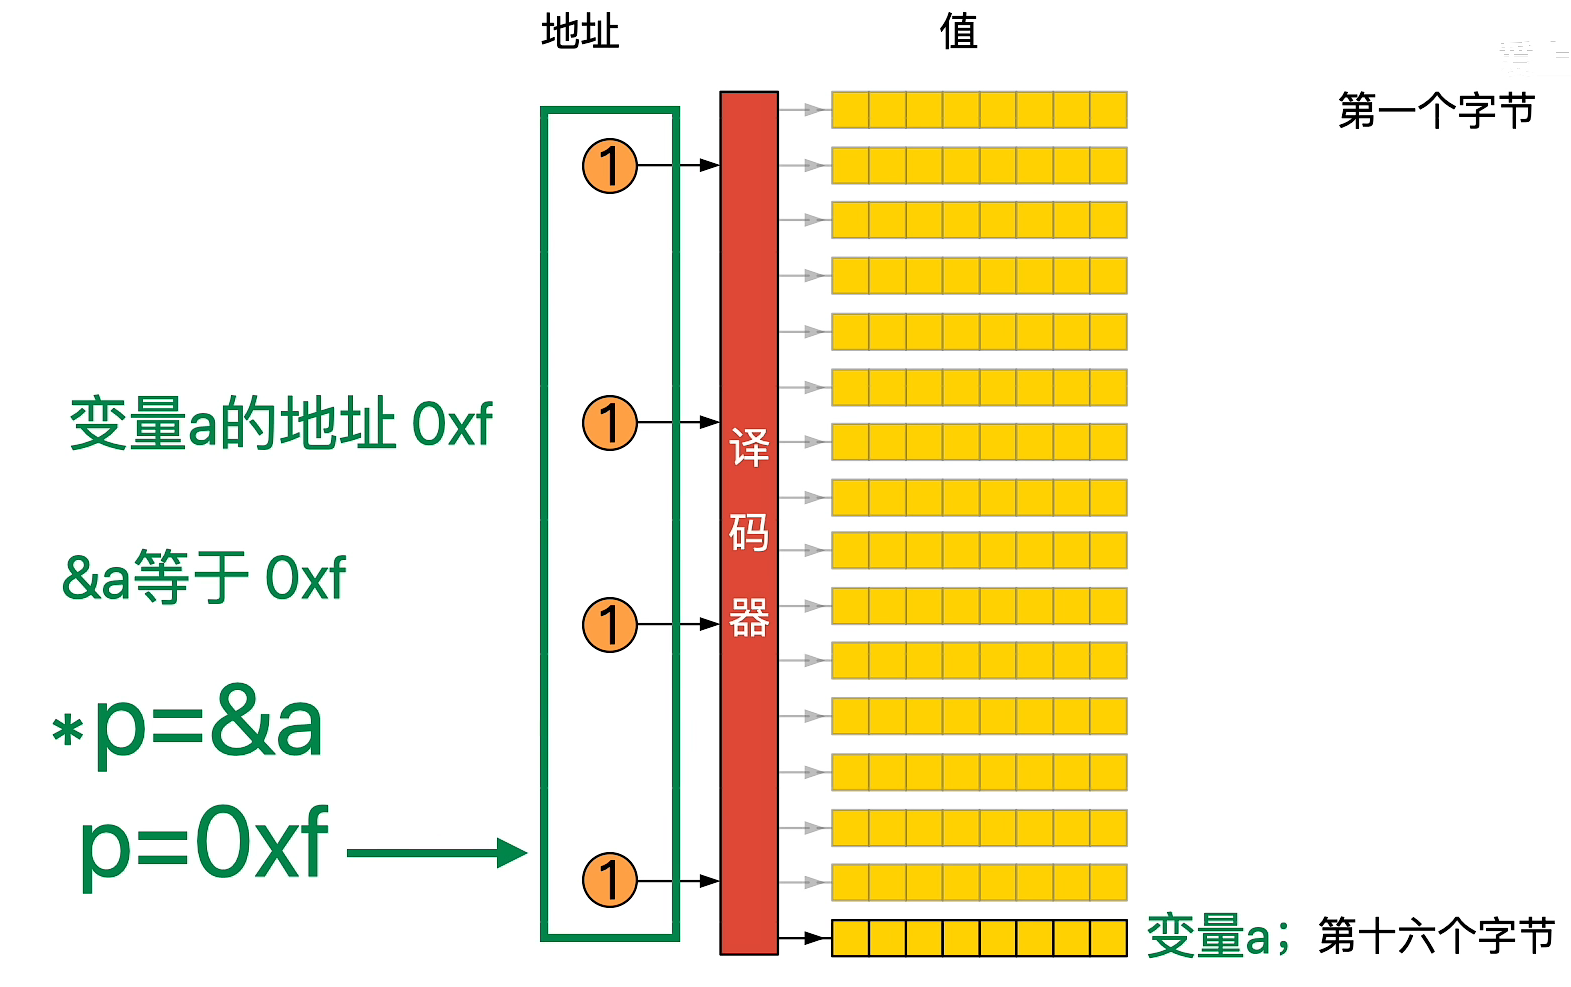 地址
值
第一个字节
1
1
变量a的地址 0xf
译
码
器
&a等于 0xf
1
*p=&a
p=0xf
1
变量a；
第十六个字节